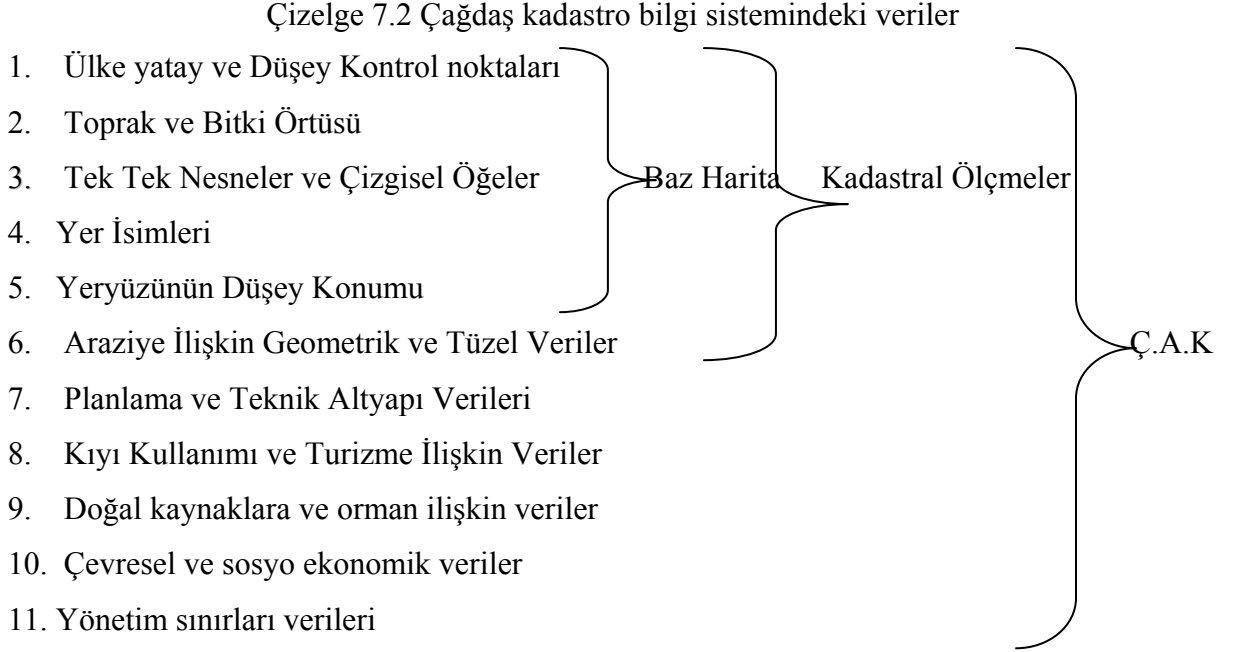 Çizelge 7.2 Çağdaş kadastro bilgi sistemindeki veriler
1. Ülke yatay ve Düşey Kontrol noktaları
2. Toprak ve Bitki Örtüsü
3. Tek Tek Nesneler ve Çizgisel Öğeler Baz Harita Kadastral Ölçmeler
4. Yer İsimleri
5. Yeryüzünün Düşey Konumu
6. Araziye İlişkin Geometrik ve Tüzel Veriler Ç.A.K
7. Planlama ve Teknik Altyapı Verileri
8. Kıyı Kullanımı ve Turizme İlişkin Veriler
9. Doğal kaynaklara ve orman ilişkin veriler
10. Çevresel ve sosyo ekonomik veriler
11. Yönetim sınırları verileri